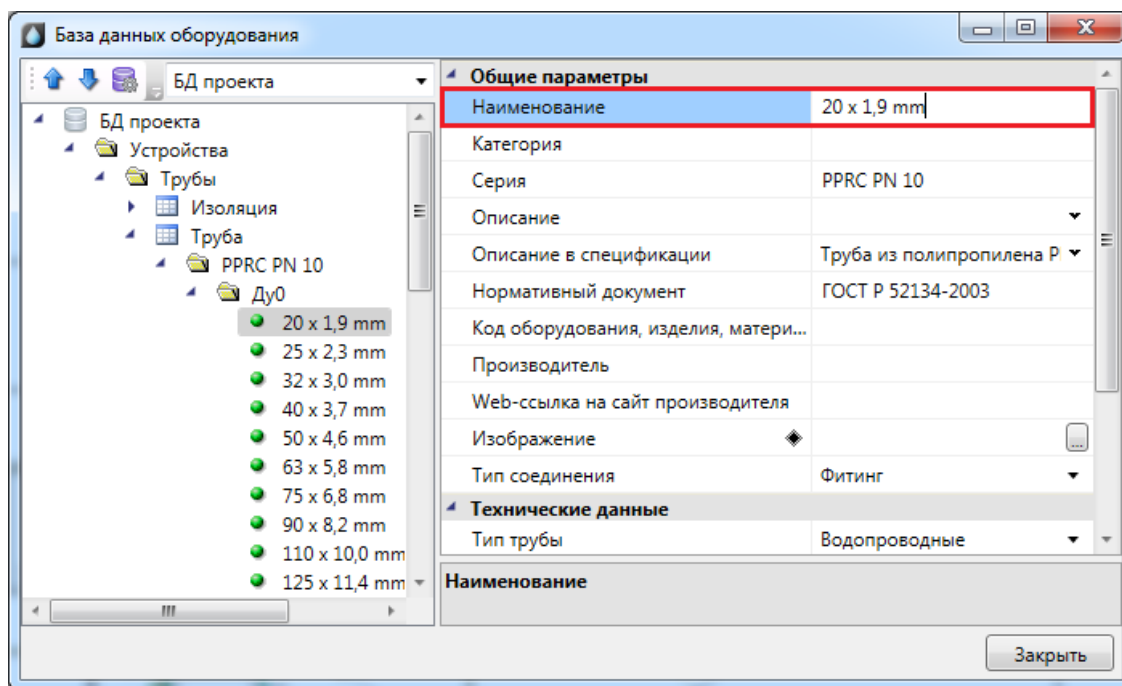 База данных оборудования
БД проекта
БД проекта
Устройства
Трубы
Изоляция
Труба
PPRC PN 10
Ду0
20 x 1,9 mm
25 x 2,3 mm
32 x 3,0 mm
40 x 3,7 mm
50 x 4,6 mm
63 x 5,8 mm
75 x 6,8 mm
90 x 8,2 mm
110 x 10,0 mm
125 x 11,4 mm
Общие параметры
Наименование 20 x 1,9 mm
Категория
Серия PPRC PN 10
Описание
Описание в спецификации Труба из полипропилена P
Нормативный документ ГОСТ Р 52134-2003
Код оборудования, изделия, матери...
Производитель
Web-ссылка на сайт производителя
Изображение ...
Тип соединения Фитинг
Технические данные
Тип трубы Водопроводные
Наименование
Закрыть